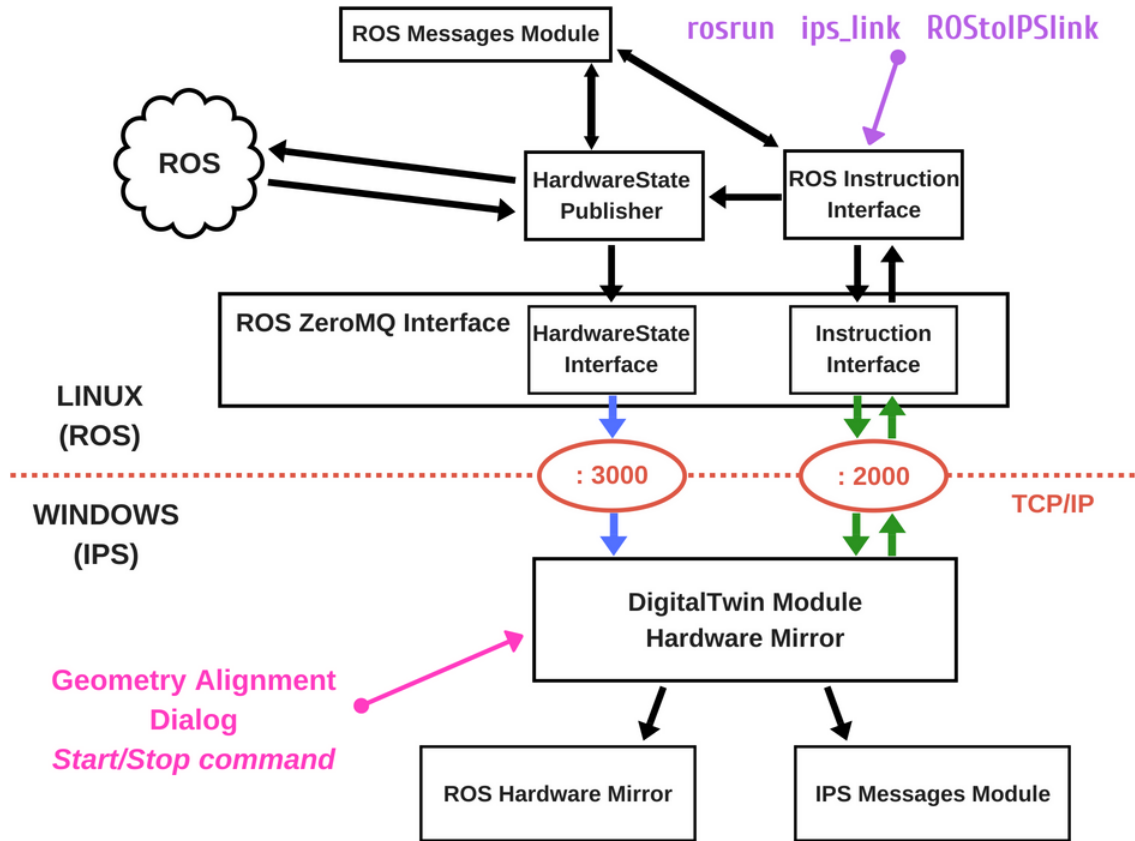 ROS Messages Module
rosrun ips_link ROStoIPSlink
ROS
HardwareState
Publisher
ROS Instruction
Interface
ROS ZeroMQ Interface
HardwareState
Interface
Instruction
Interface
LINUX
(ROS)
: 3000
: 2000
TCP/IP
WINDOWS
(IPS)
DigitalTwin Module
Hardware Mirror
Geometry Alignment
Dialog
Start/Stop command
ROS Hardware Mirror
IPS Messages Module